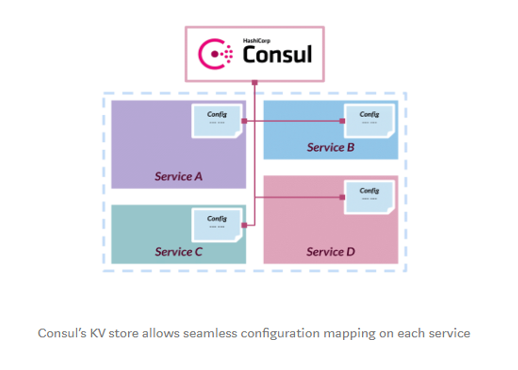 HashiCorp
Consul
Config
Service A
Config
Service B
Config
Service C
Config
Service D
Consul's KV store allows seamless configuration mapping on each service